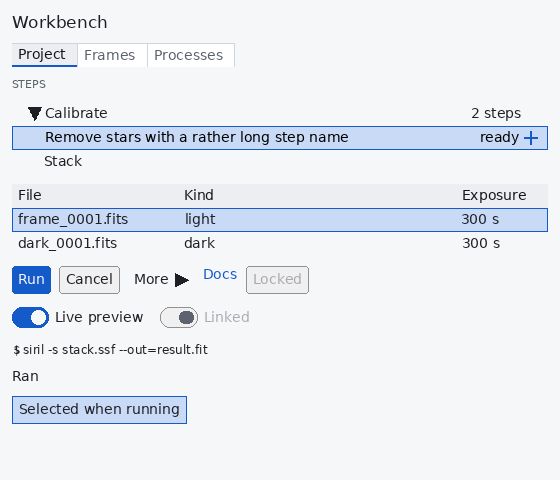 Workbench
Project Frames Processes
STEPS
Calibrate 2 steps
Remove stars with a rather long step name ready +
Stack
File Kind Exposure
frame_0001.fits light 300 s
dark_0001.fits dark 300 s
Run Cancel More Docs Locked
Live preview Linked
$ siril -s stack.ssf --out=result.fit
Ran
Selected when running